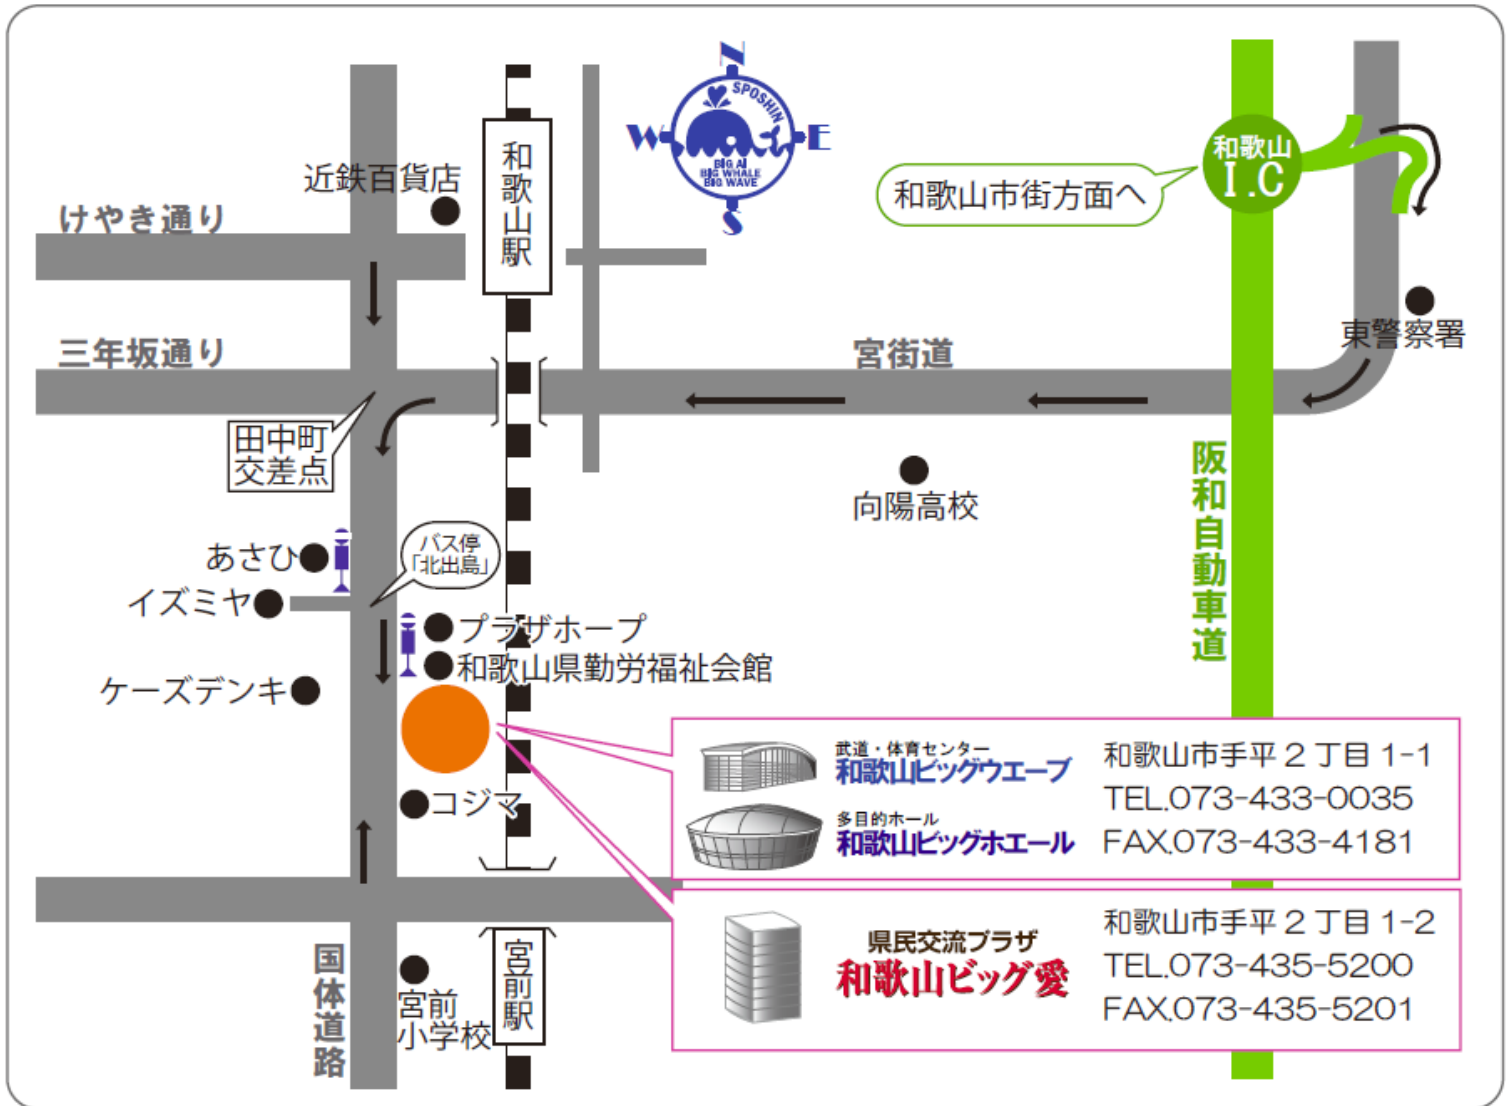 N
SPOSHIN
W
E
BIG AI
BIG WHALE
BIG WAVE
S
和歌山駅
近鉄百貨店
けやき通り
和歌山
I.C
和歌山市街方面へ
東警察署
三年坂通り
宮街道
田中町
交差点
向陽高校
阪和自動車道
バス停
「北出島」
あさひ
イズミヤ
プラザホープ
和歌山県勤労福祉会館
ケーズデンキ
コジマ
武道・体育センター
和歌山ビッグウエーブ
多目的ホール
和歌山ビッグホエール
和歌山市手平2丁目1-1
TEL.073-433-0035
FAX.073-433-4181
県民交流プラザ
和歌山ビッグ愛
和歌山市手平2丁目1-2
TEL.073-435-5200
FAX.073-435-5201
国体道路
宮前
小学校
宮前駅